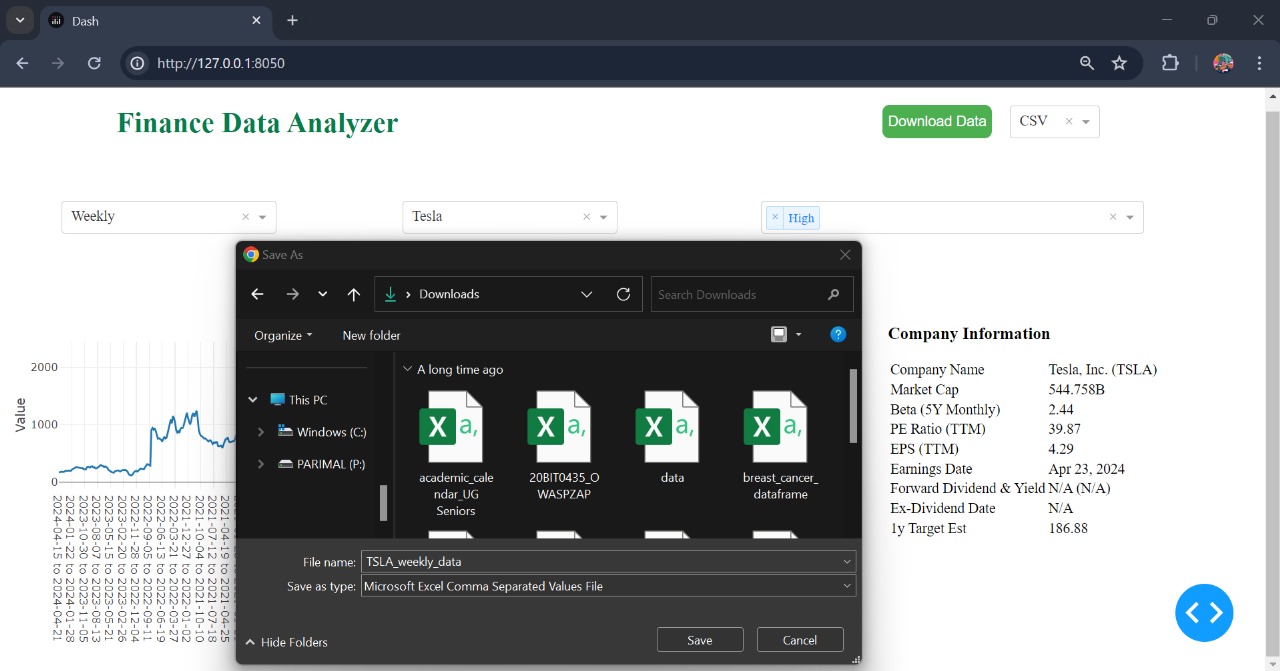 Dash
http://127.0.0.1:8050
Finance Data Analyzer
Download Data
CSV
Weekly
Tesla
High
Save As
Downloads
Search Downloads
Organize
New folder
A long time ago
This PC
Windows (C:)
PARIMAL (P:)
academic_cale
ndar_UG
Seniors
20BIT0435_O
WASPZAP
data
breast_cancer_
dataframe
File name: TSLA_weekly_data
Save as type: Microsoft Excel Comma Separated Values File
Hide Folders
Save
Cancel
Value
2000
1000
0
2024-04-15 to 2024-04-21
2024-01-22 to 2024-01-28
2023-10-30 to 2023-11-05
2023-08-07 to 2023-08-13
2023-05-15 to 2023-05-21
2023-02-20 to 2023-02-26
2022-11-28 to 2022-12-04
2022-09-05 to 2022-09-11
2022-06-13 to 2022-06-19
2022-03-21 to 2022-03-27
2021-12-27 to 2022-01-02
2021-10-04 to 2021-10-10
2021-07-12 to 2021-07-18
2021-04-19 to 2021-04-25
Company Information
Company Name Tesla, Inc. (TSLA)
Market Cap 544.758B
Beta (5Y Monthly) 2.44
PE Ratio (TTM) 39.87
EPS (TTM) 4.29
Earnings Date Apr 23, 2024
Forward Dividend & Yield N/A (N/A)
Ex-Dividend Date N/A
1y Target Est 186.88